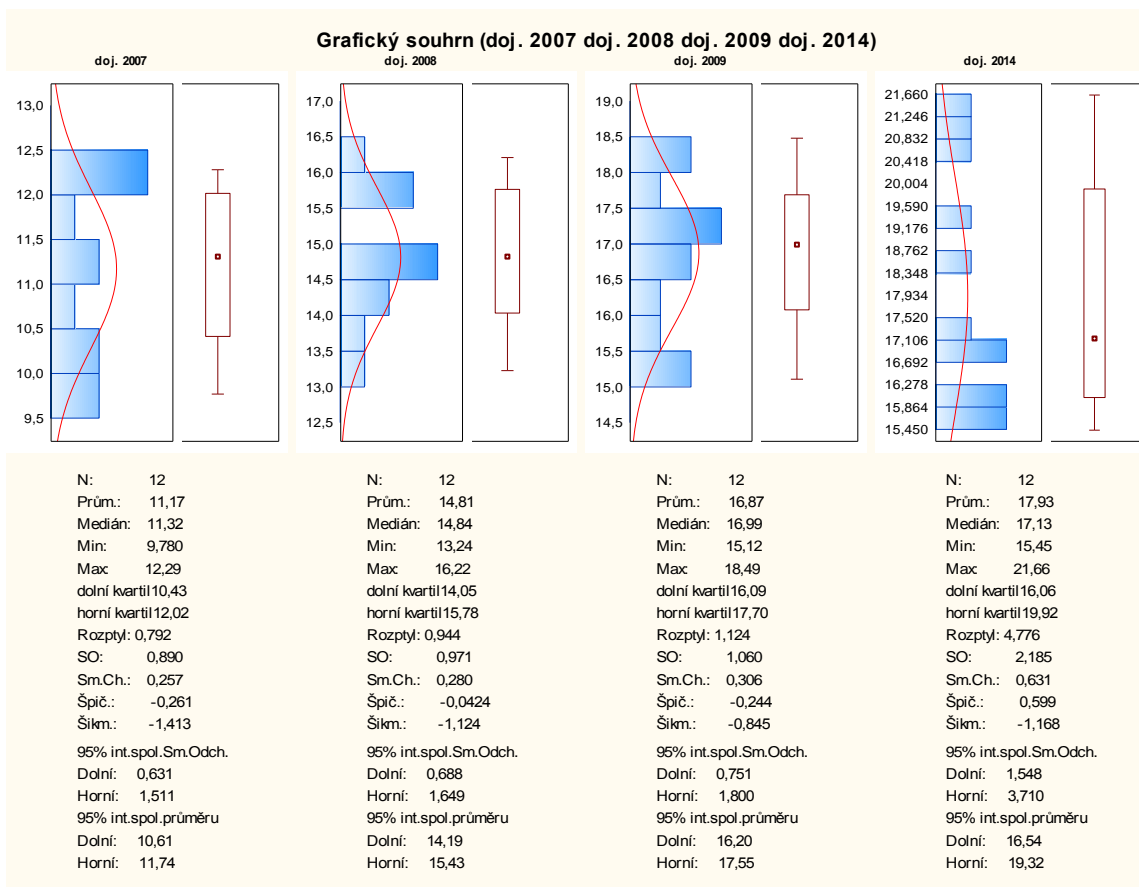 Grafický souhrn (doj. 2007 doj. 2008 doj. 2009 doj. 2014)
doj. 2007
13,0
12,5
12,0
11,5
11,0
10,5
10,0
9,5
N: 12
Prům.: 11,17
Medián: 11,32
Min: 9,780
Max: 12,29
dolní kvartil10,43
horní kvartil12,02
Rozptyl: 0,792
SO: 0,890
Sm.Ch.: 0,257
Špič.: -0,261
Šikm.: -1,413
95% int.spol.Sm.Odch.
Dolní: 0,631
Horní: 1,511
95% int.spol.průměru
Dolní: 10,61
Horní: 11,74
doj. 2008
17,0
16,5
16,0
15,5
15,0
14,5
14,0
13,5
13,0
12,5
N: 12
Prům.: 14,81
Medián: 14,84
Min: 13,24
Max: 16,22
dolní kvartil14,05
horní kvartil15,78
Rozptyl: 0,944
SO: 0,971
Sm.Ch.: 0,280
Špič.: -0,0424
Šikm.: -1,124
95% int.spol.Sm.Odch.
Dolní: 0,688
Horní: 1,649
95% int.spol.průměru
Dolní: 14,19
Horní: 15,43
doj. 2009
19,0
18,5
18,0
17,5
17,0
16,5
16,0
15,5
15,0
14,5
N: 12
Prům.: 16,87
Medián: 16,99
Min: 15,12
Max: 18,49
dolní kvartil16,09
horní kvartil17,70
Rozptyl: 1,124
SO: 1,060
Sm.Ch.: 0,306
Špič.: -0,244
Šikm.: -0,845
95% int.spol.Sm.Odch.
Dolní: 0,751
Horní: 1,800
95% int.spol.průměru
Dolní: 16,20
Horní: 17,55
doj. 2014
21,660
21,246
20,832
20,418
20,004
19,590
19,176
18,762
18,348
17,934
17,520
17,106
16,692
16,278
15,864
15,450
N: 12
Prům.: 17,93
Medián: 17,13
Min: 15,45
Max: 21,66
dolní kvartil16,06
horní kvartil19,92
Rozptyl: 4,776
SO: 2,185
Sm.Ch.: 0,631
Špič.: 0,599
Šikm.: -1,168
95% int.spol.Sm.Odch.
Dolní: 1,548
Horní: 3,710
95% int.spol.průměru
Dolní: 16,54
Horní: 19,32